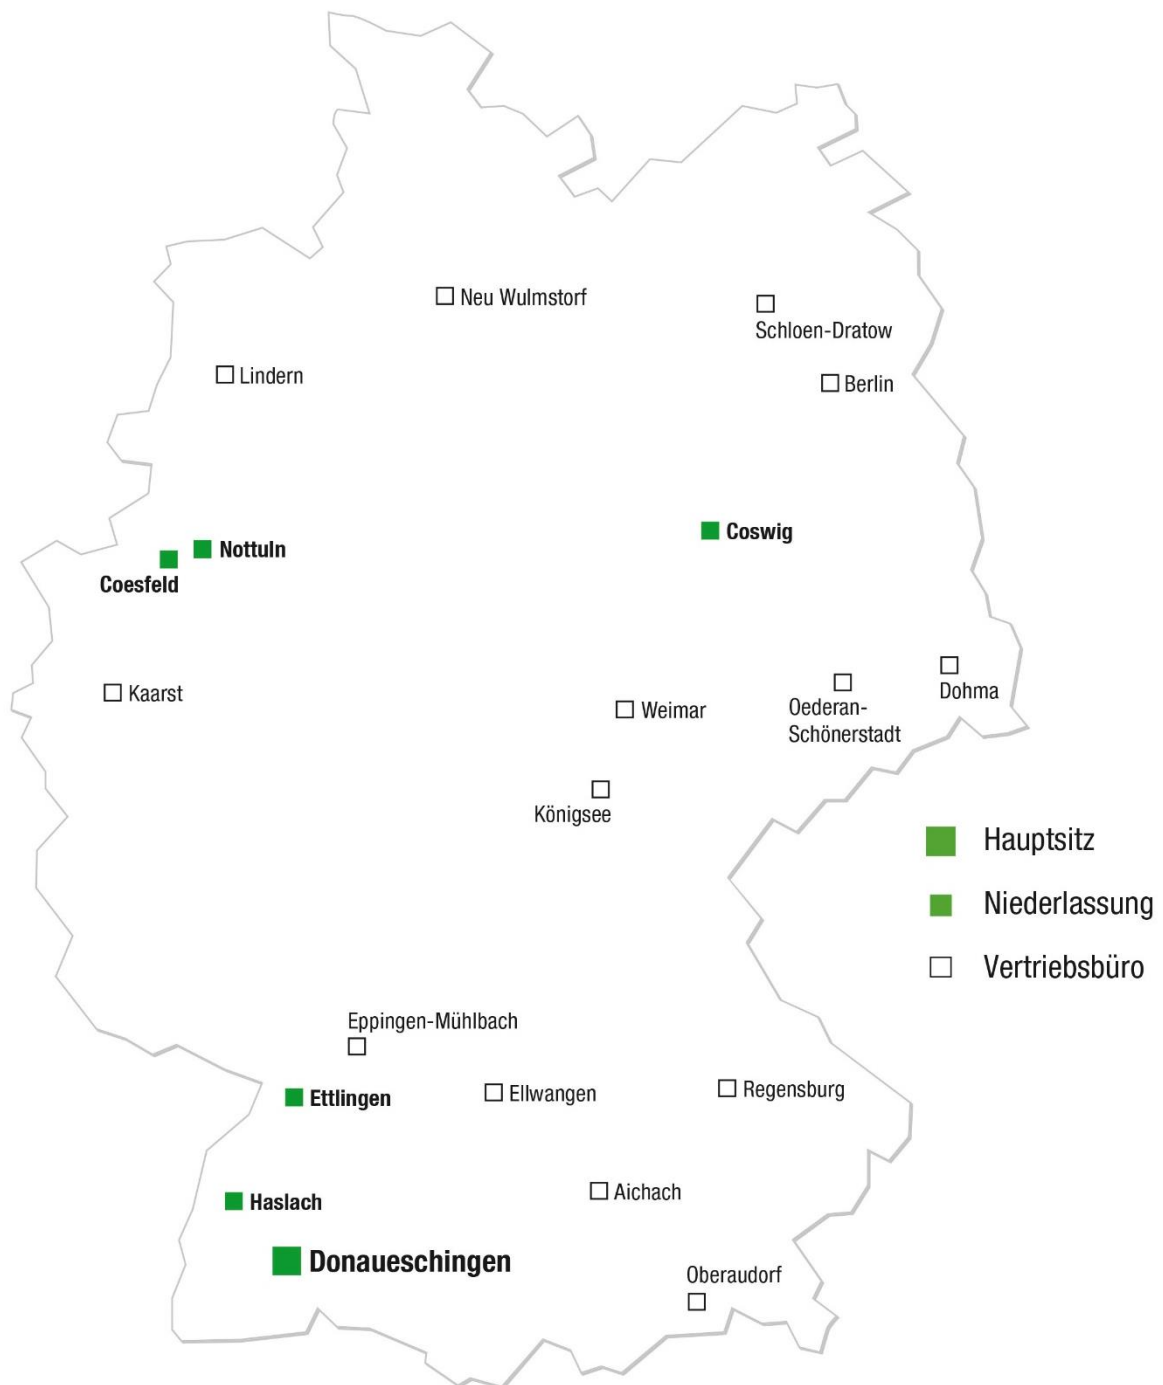 Neu Wulmstorf
Schloen-Dratow
Lindern
Berlin
Coswig
Nottuln
Coesfeld
Kaarst
Dohma
Weimar
Oederan-
Schönerstadt
Königsee
Hauptsitz
Niederlassung
Vertriebsbüro
Eppingen-Mühlbach
Ettlingen
Ellwangen
Regensburg
Haslach
Aichach
Donaueschingen
Oberaudorf